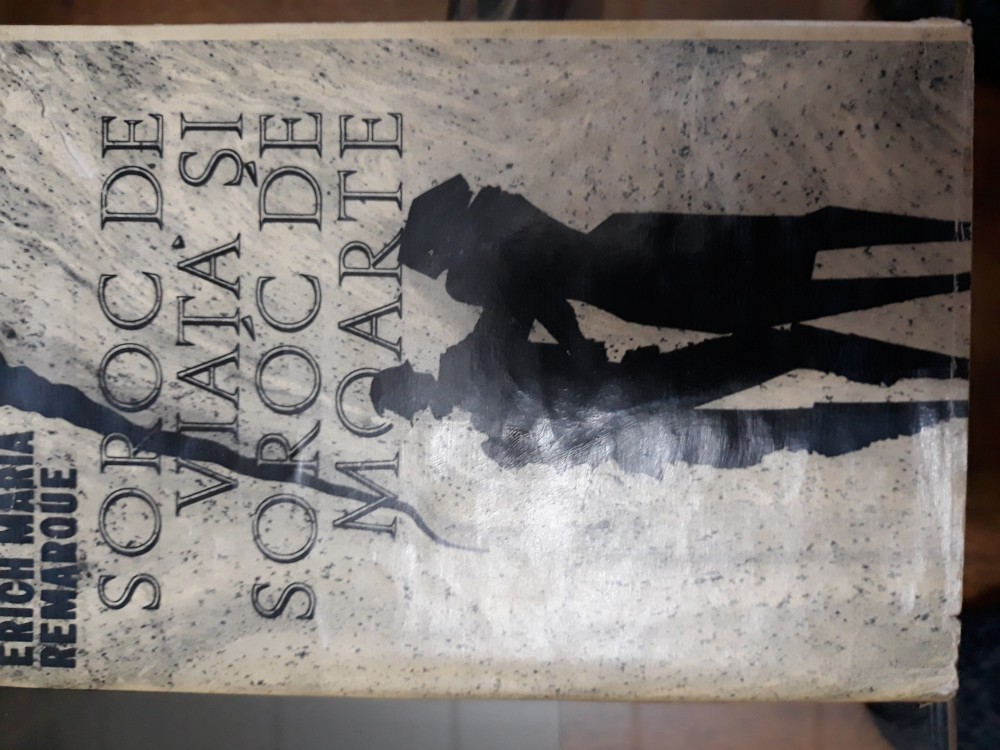 ERICH MARIA
REMARQUE
SOROC DE
VIAȚĂ ȘI
SOROC DE
MOARTE